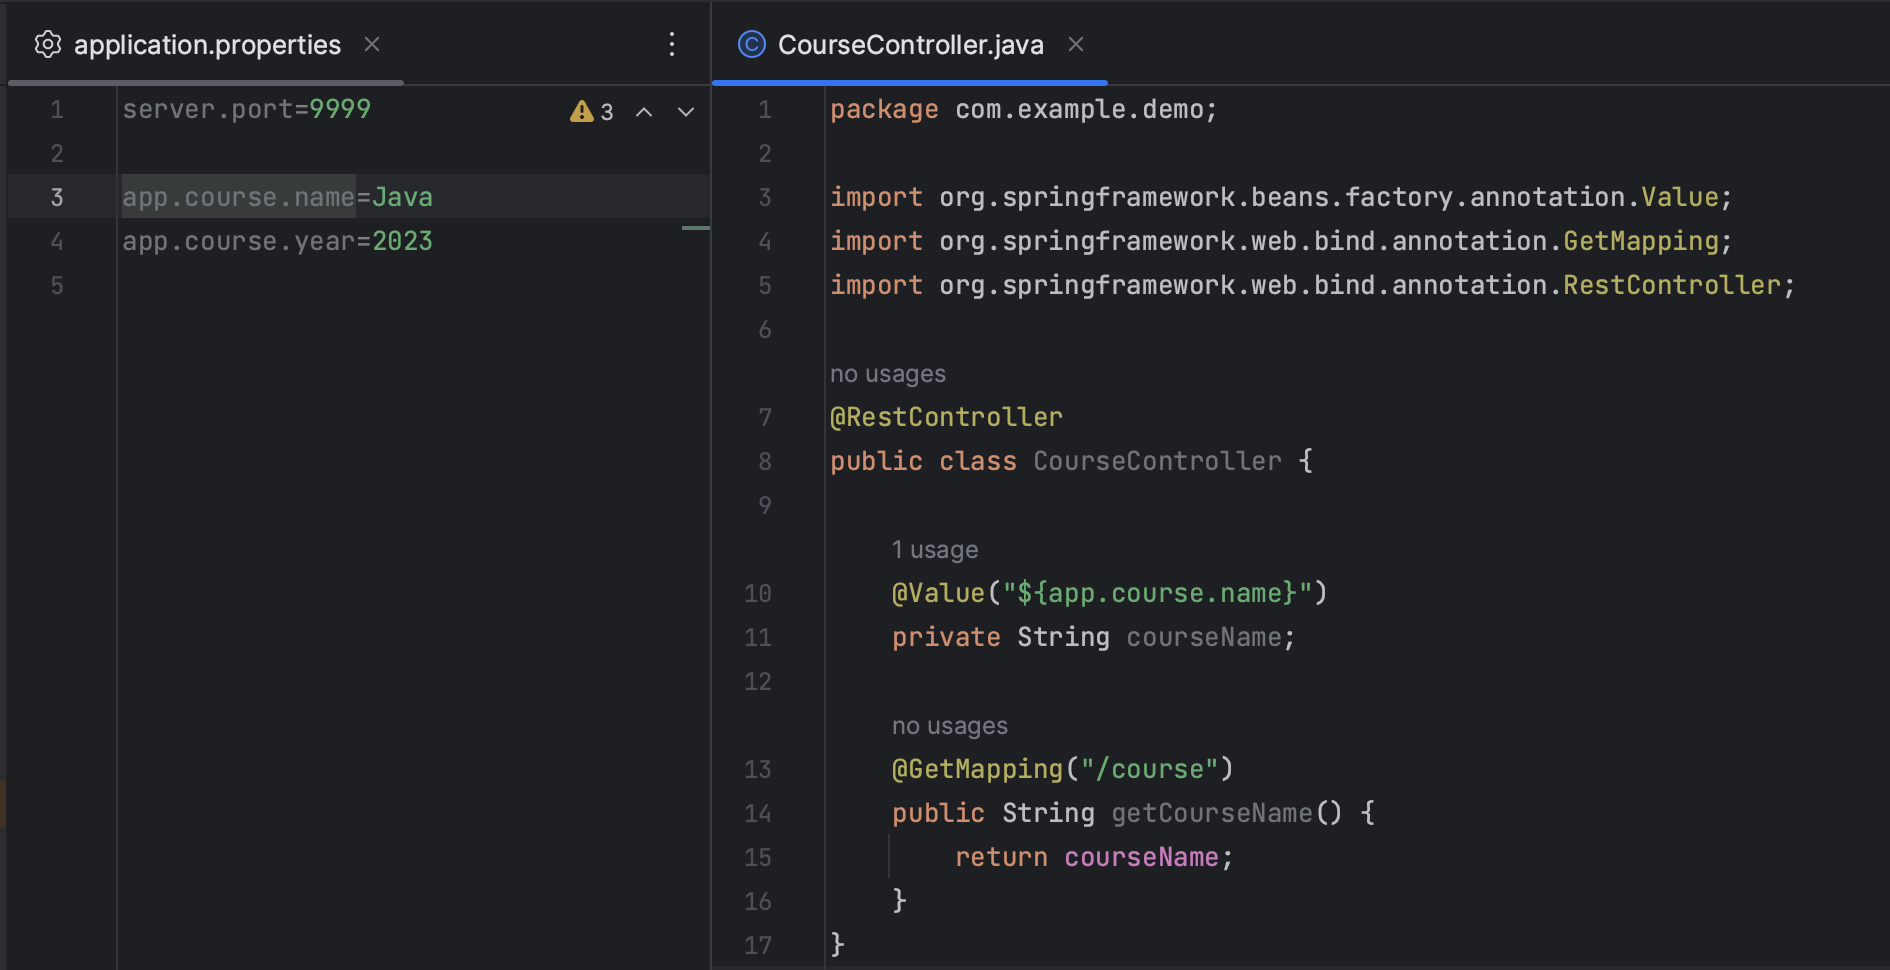 application.properties
3
1 server.port=9999
2
3 app.course.name=Java
4 app.course.year=2023
5
CourseController.java
1 package com.example.demo;
2
3 import org.springframework.beans.factory.annotation.Value;
4 import org.springframework.web.bind.annotation.GetMapping;
5 import org.springframework.web.bind.annotation.RestController;
6
no usages
7 @RestController
8 public class CourseController {
9
1 usage
10 @Value("${app.course.name}")
11 private String courseName;
12
no usages
13 @GetMapping("/course")
14 public String getCourseName() {
15 return courseName;
16 }
17 }